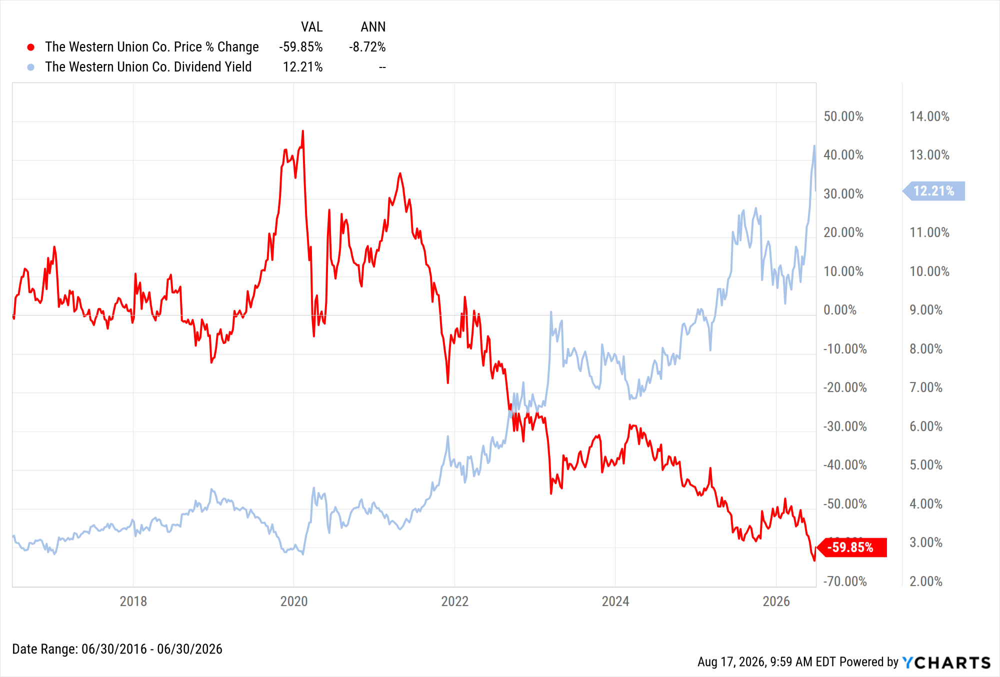 VAL ANN
The Western Union Co. Price % Change -59.85% -8.72%
The Western Union Co. Dividend Yield 12.21% --
50.00% 14.00%
40.00% 13.00%
12.21%
30.00%
20.00% 11.00%
10.00% 10.00%
0.00% 9.00%
-10.00% 8.00%
-20.00% 7.00%
-30.00% 6.00%
-40.00% 5.00%
-50.00% 4.00%
3.00%
-59.85%
-70.00% 2.00%
2018 2020 2022 2024 2026
Date Range: 06/30/2016 - 06/30/2026
Aug 17, 2026, 9:59 AM EDT Powered by YCHARTS